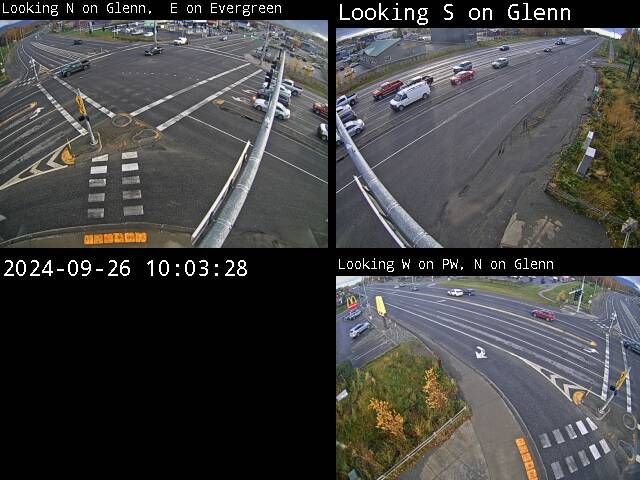 Looking N on Glenn,  E on Evergreen
Looking S on Glenn
2024-09-26 10:03:28
Looking W on PW, N on Glenn